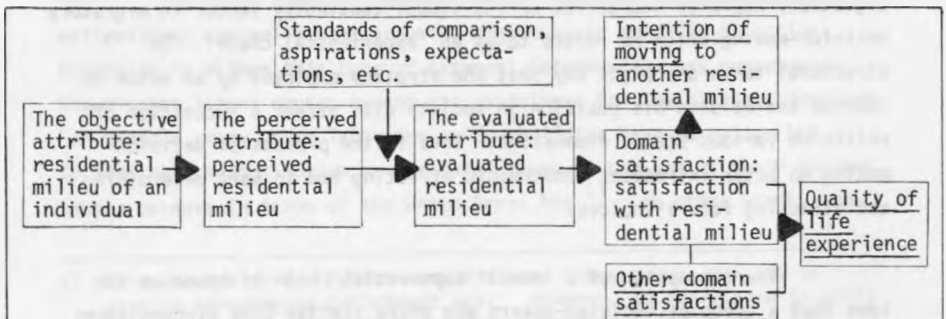 Standards of comparison,
aspirations, expecta-
tions, etc.
Intention of
moving to
another resi-
dential milieu
The objective
attribute:
residential
milieu of an
individual
The perceived
attribute:
perceived
residential
milieu
The evaluated
attribute:
evaluated
residential
milieu
Domain
satisfaction:
satisfaction
with resi-
dential milieu
Quality of
life
experience
Other domain
satisfactions